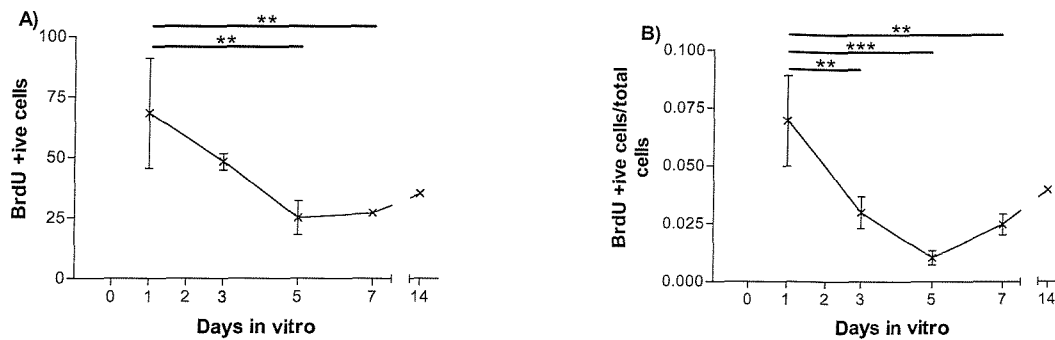 A)
**
**
100
75
50
25
0
BrdU +ive cells
0 1 2 3 5 7 14
Days in vitro
B)
**
***
**
0.100
0.075
0.050
0.025
0.000
BrdU +ive cells/total
cells
0 1 2 3 5 7 14
Days in vitro